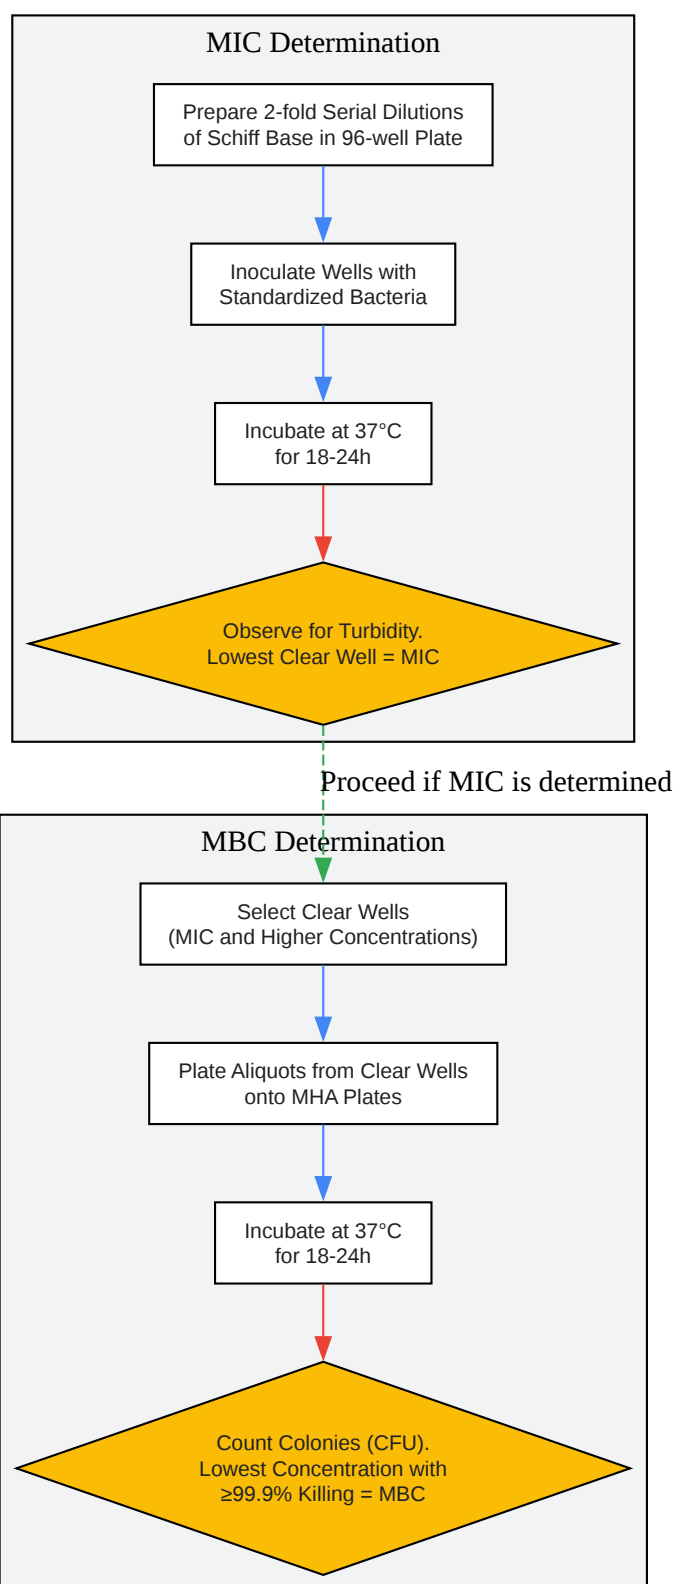 MIC Determination
Prepare 2-fold Serial Dilutions
of Schiff Base in 96-well Plate
Inoculate Wells with
Standardized Bacteria
Incubate at 37°C
for 18-24h
Observe for Turbidity.
Lowest Clear Well = MIC
Proceed if MIC is determined
MBC Determination
Select Clear Wells
(MIC and Higher Concentrations)
Plate Aliquots from Clear Wells
onto MHA Plates
Incubate at 37°C
for 18-24h
Count Colonies (CFU).
Lowest Concentration with
≥99.9% Killing = MBC